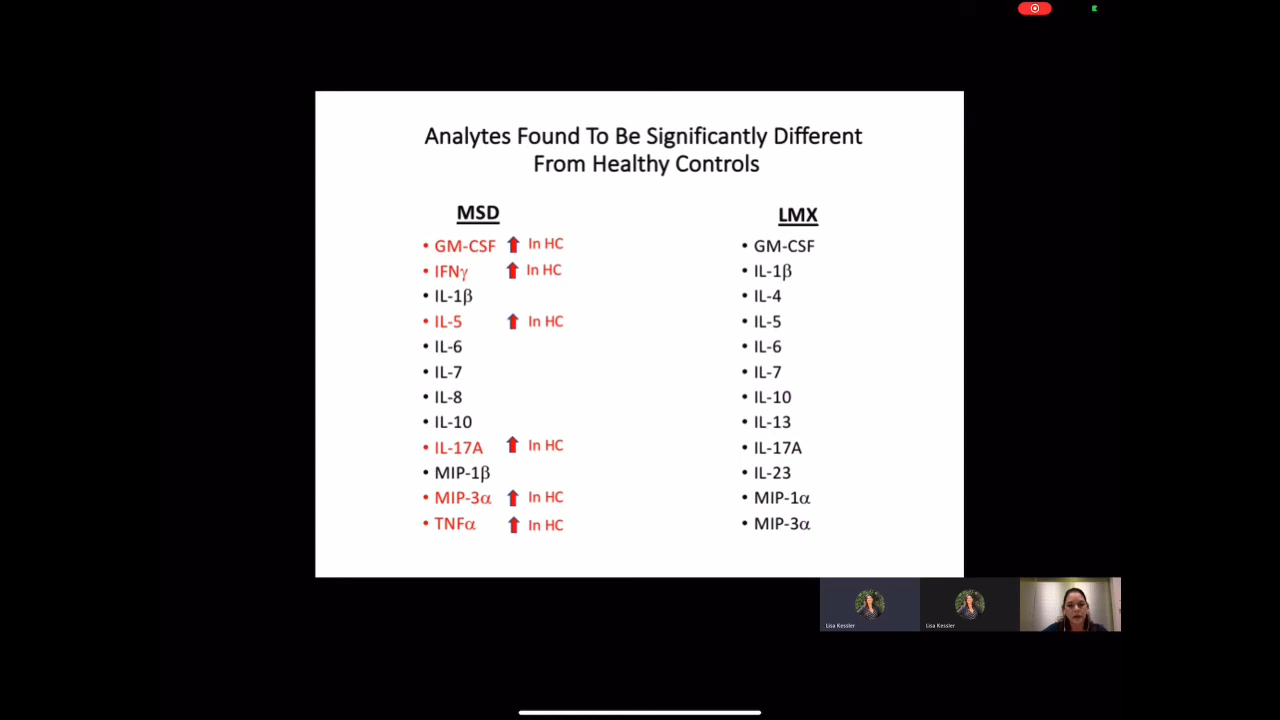 Analytes Found To Be Significantly Different
From Healthy Controls
MSD
• GM-CSF In HC
• IFNγ In HC
• IL-1β
• IL-5 In HC
• IL-6
• IL-7
• IL-8
• IL-10
• IL-17A In HC
• MIP-1β
• MIP-3α In HC
• TNFα In HC
LMX
• GM-CSF
• IL-1β
• IL-4
• IL-5
• IL-6
• IL-7
• IL-10
• IL-13
• IL-17A
• IL-23
• MIP-1α
• MIP-3α
Lisa Kessler
Lisa Kessler